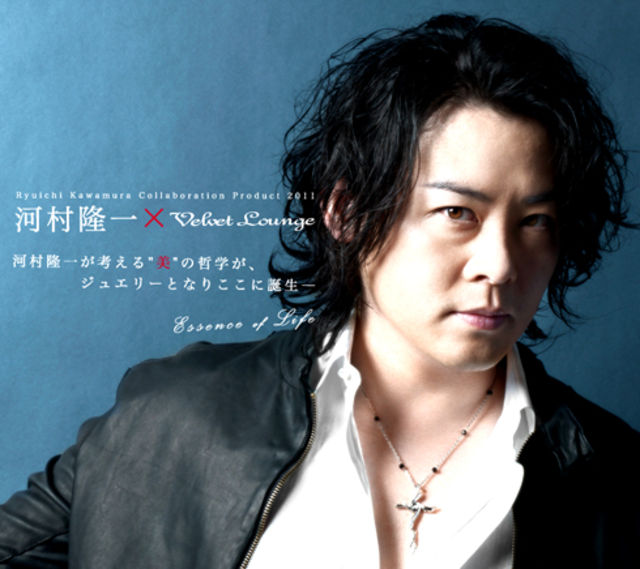 Ryuichi Kawamura Collaboration Product 2011
河村隆一×Velvet Lounge
河村隆一が考える"美"の哲学が、
ジュエリーとなりここに誕生―
Essence of Life